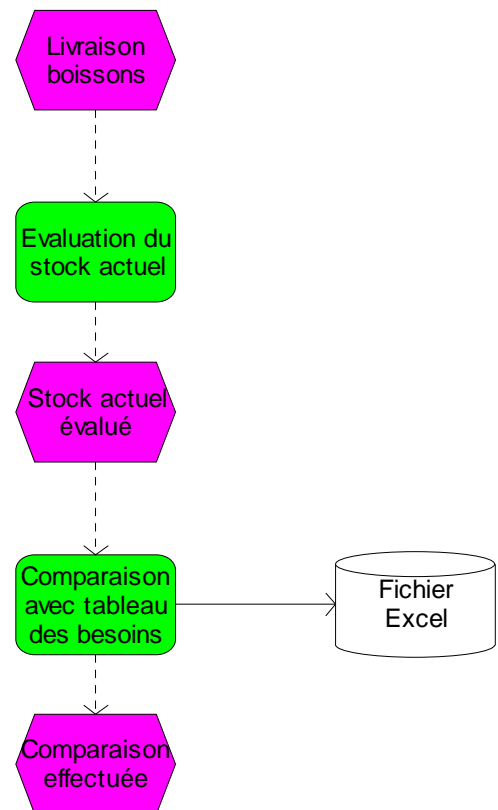 Livraison
boissons
Evaluation du
stock actuel
Stock actuel
évalué
Comparaison
avec tableau
des besoins
Fichier
Excel
Comparaison
effectuée